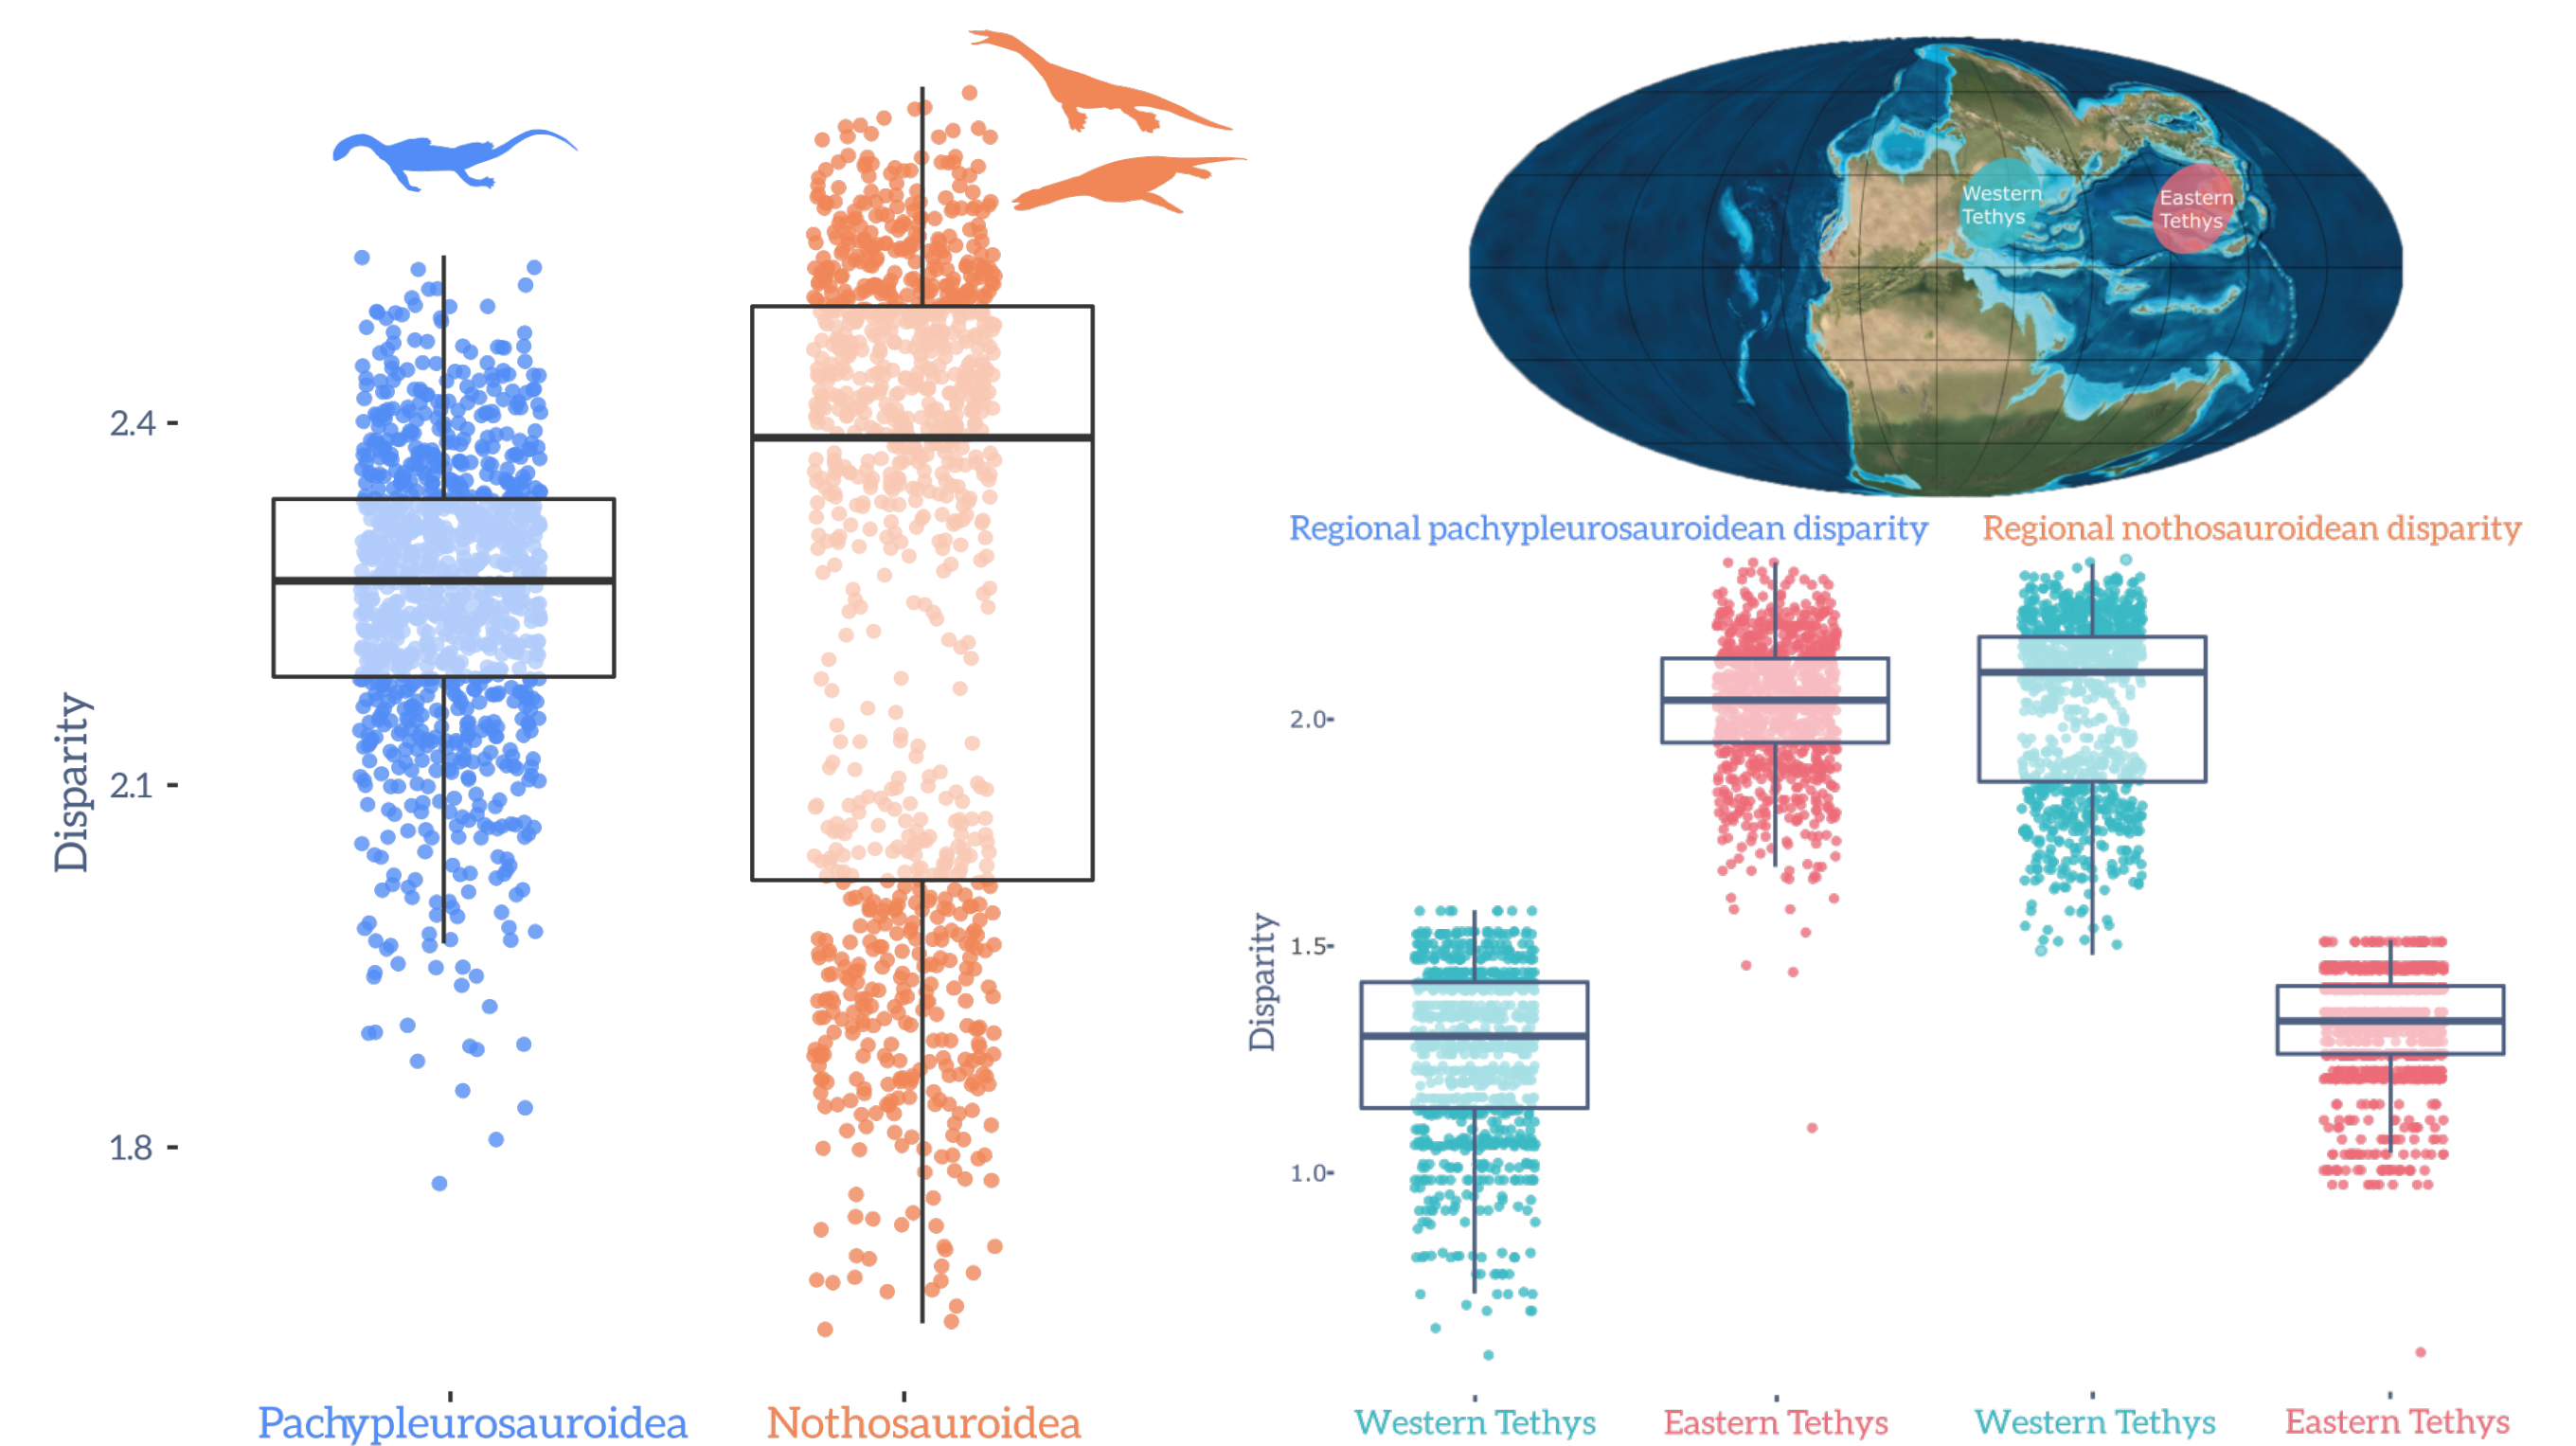 Disparity
2.4
2.1
1.8
Pachypleurosauroidea
Nothosauroidea
Western
Tethys
Eastern
Tethys
Regional pachypleurosauroidean disparity
Regional nothosauroidean disparity
Disparity
2.0
1.5
1.0
Western Tethys
Eastern Tethys
Western Tethys
Eastern Tethys